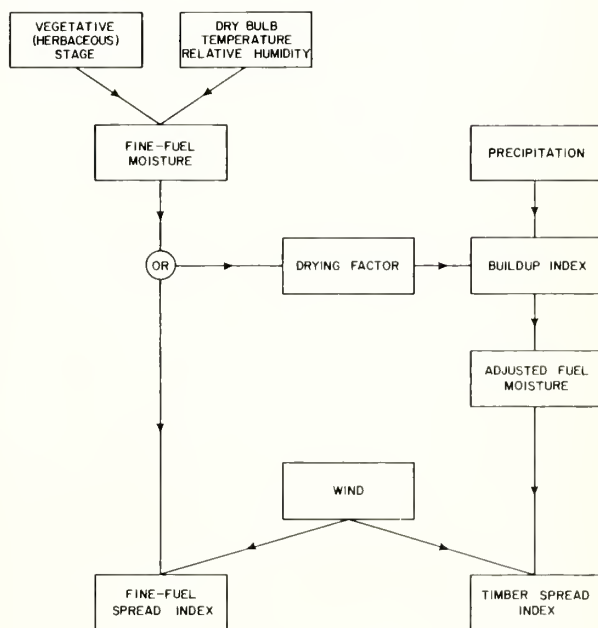 VEGETATIVE
(HERBACEOUS)
STAGE
DRY BULB
TEMPERATURE
RELATIVE HUMIDITY
FINE-FUEL
MOISTURE
PRECIPITATION
OR
DRYING FACTOR
BUILDUP INDEX
ADJUSTED FUEL
MOISTURE
WIND
FINE-FUEL
SPREAD INDEX
TIMBER SPREAD
INDEX